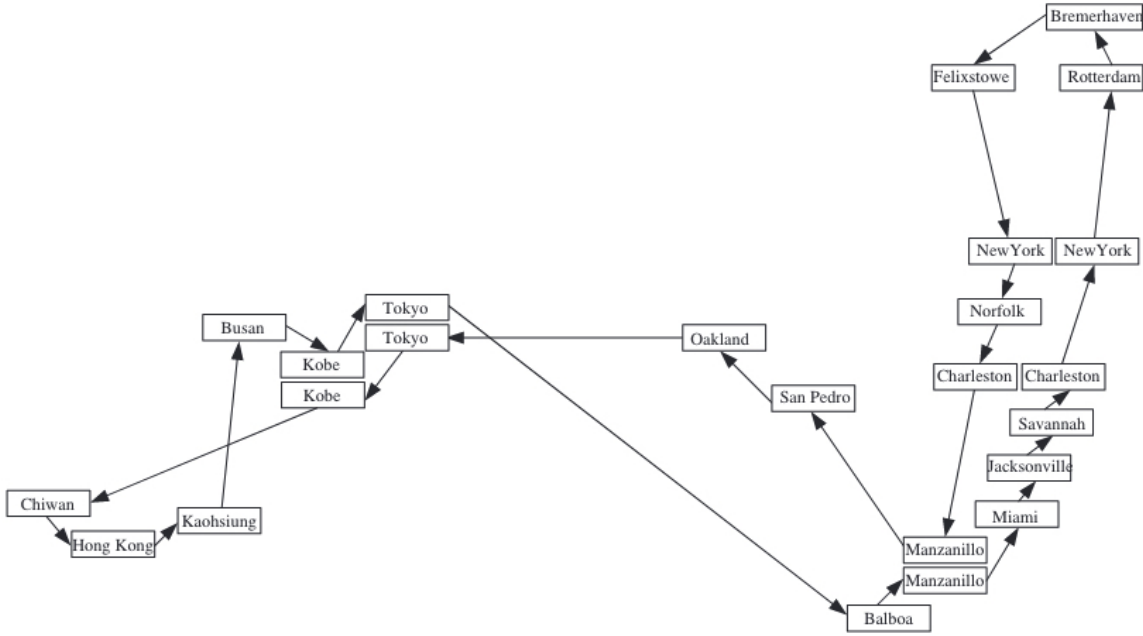 Bremerhaven
Felixstowe
Rotterdam
NewYork
NewYork
Tokyo
Norfolk
Busan
Tokyo
Oakland
Kobe
Charleston
Charleston
Kobe
San Pedro
Savannah
Jacksonville
Chiwan
Miami
Kaohsiung
Hong Kong
Manzanillo
Manzanillo
Balboa